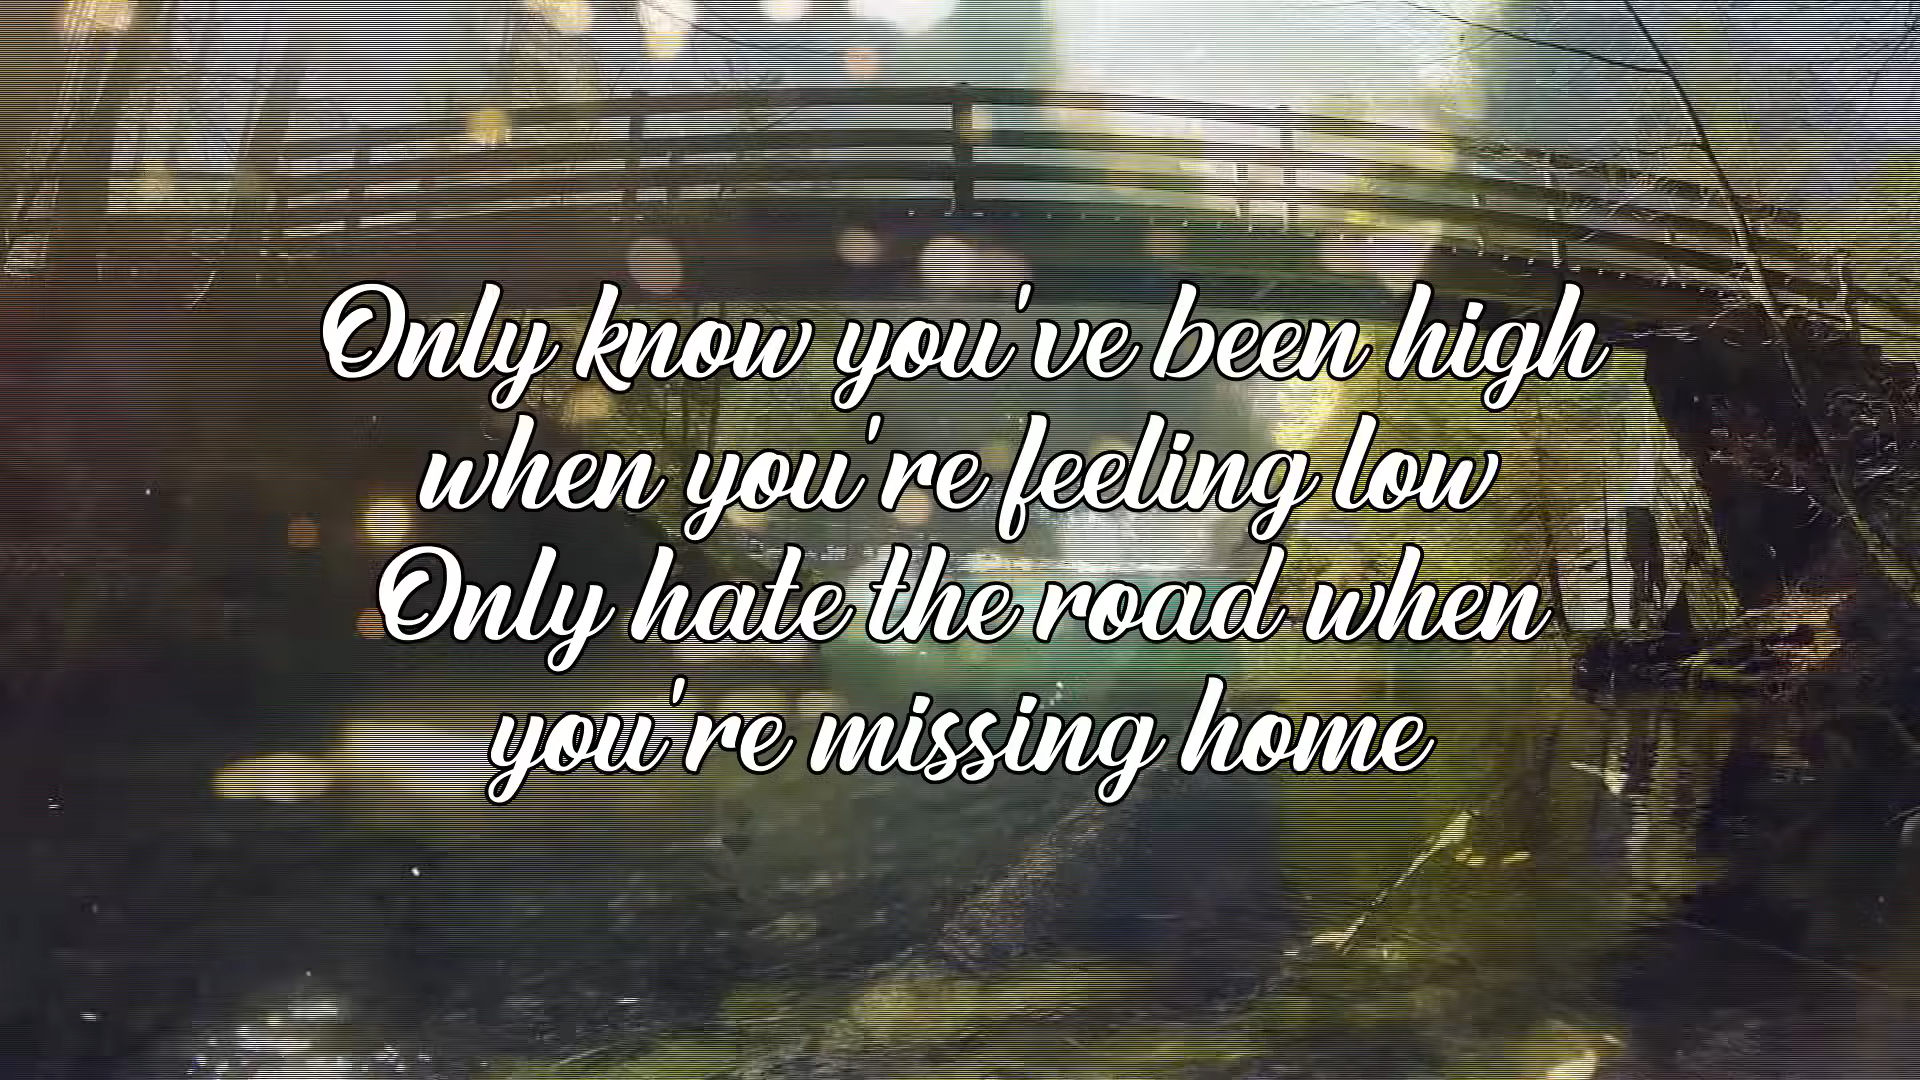 Only know you've been high
when you're feeling low
Only hate the road when
you're missing home